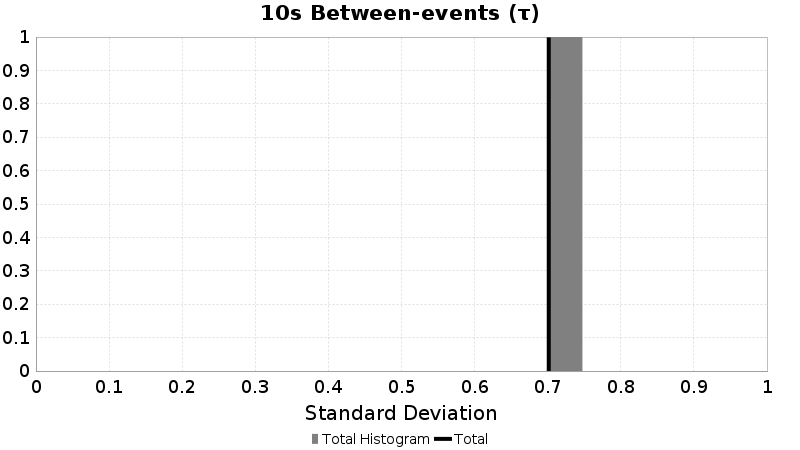 10s Between-events (τ)
1
0.9
0.8
0.7
0.6
0.5
0.4
0.3
0.2
0.1
0
0 0.1 0.2 0.3 0.4 0.5 0.6 0.7 0.8 0.9 1
Standard Deviation
Total Histogram Total